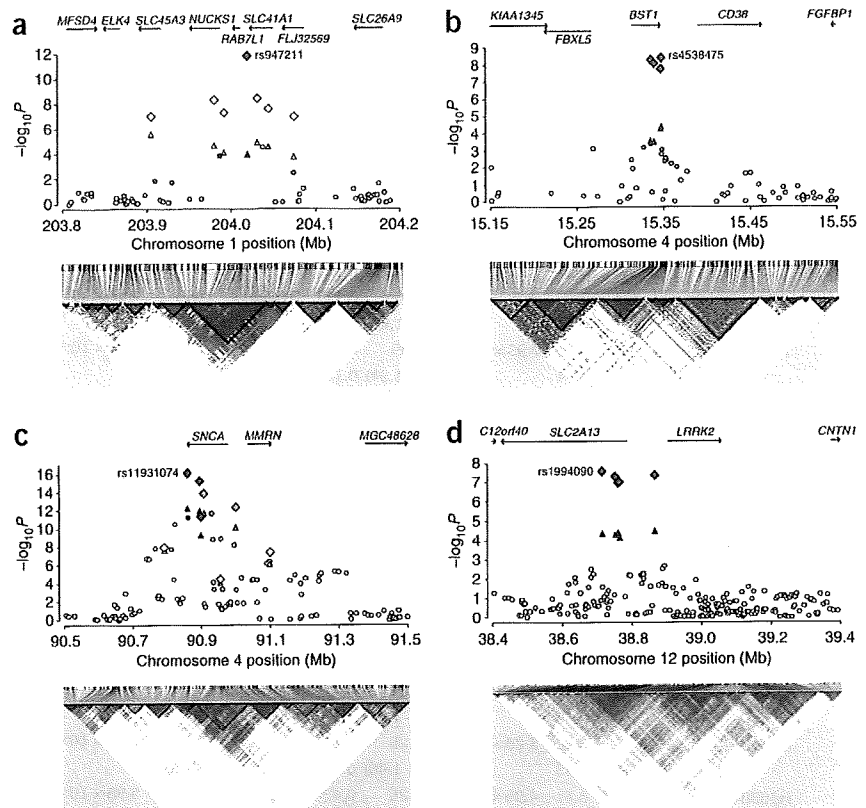 a
MFSD4 ELK4 SLC45A3 NUCKS1 SLC41A1 SLC26A9
RAB7L1 FLJ32569
rs947211
12
11
10
9
8
7
6
5
4
3
2
1
0
–log10P
203.8 203.9 204.0 204.1 204.2
Chromosome 1 position (Mb)
b
KIAA1345 BST1 CD38 FGFBP1
FBXL5
rs4538475
9
8
7
6
5
4
3
2
1
0
–log10P
15.15 15.25 15.35 15.45 15.55
Chromosome 4 position (Mb)
c
SNCA MMRN MGC48628
rs11931074
16
14
12
10
8
6
4
2
0
–log10P
90.5 90.7 90.9 91.1 91.3 91.5
Chromosome 4 position (Mb)
d
C12orf40 SLC2A13 LRRK2 CNTN1
rs1994090
8
7
6
5
4
3
2
1
0
–log10P
38.4 38.6 38.8 39.0 39.2 39.4
Chromosome 12 position (Mb)